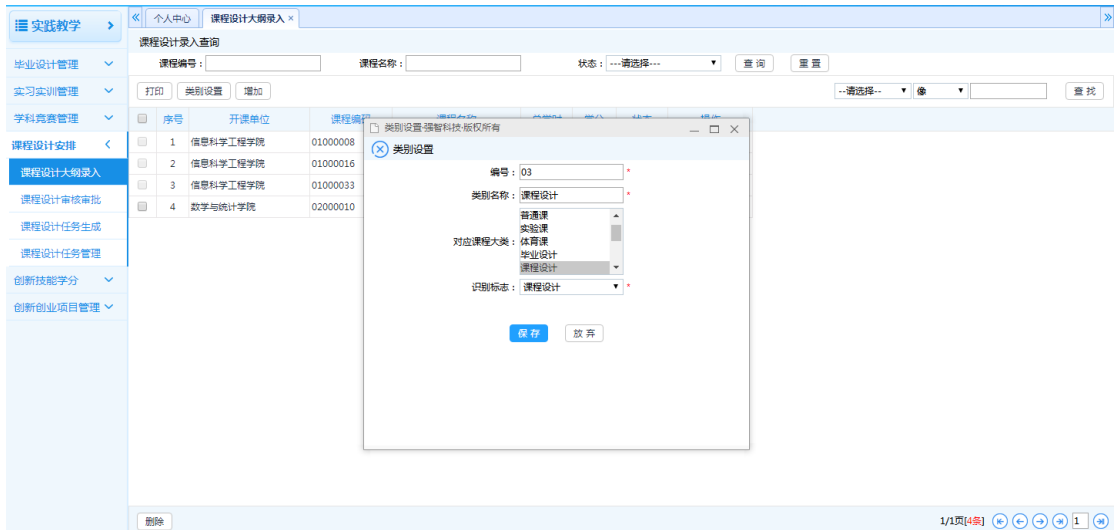 实践教学
个人中心 课程设计大纲录入 ×
课程设计录入查询
课程编号： 课程名称： 状态： ---请选择--- 查 询 重 置
打印 类别设置 增加 --请选择-- 像 查 找
序号 开课单位
1 信息科学工程学院 01000008
2 信息科学工程学院 01000016
3 信息科学工程学院 01000033
4 数学与统计学院 02000010
毕业设计管理
实习实训管理
学科竞赛管理
课程设计安排
课程设计大纲录入
课程设计审核审批
课程设计任务生成
课程设计任务管理
创新技能学分
创新创业项目管理
类别设置-强智科技·版权所有
类别设置
编号： 03 *
类别名称： 课程设计 *
对应课程大类：
普通课
实验课
体育课
毕业设计
课程设计
识别标志： 课程设计 *
保 存 放 弃
删除 1/1页[4条] 1